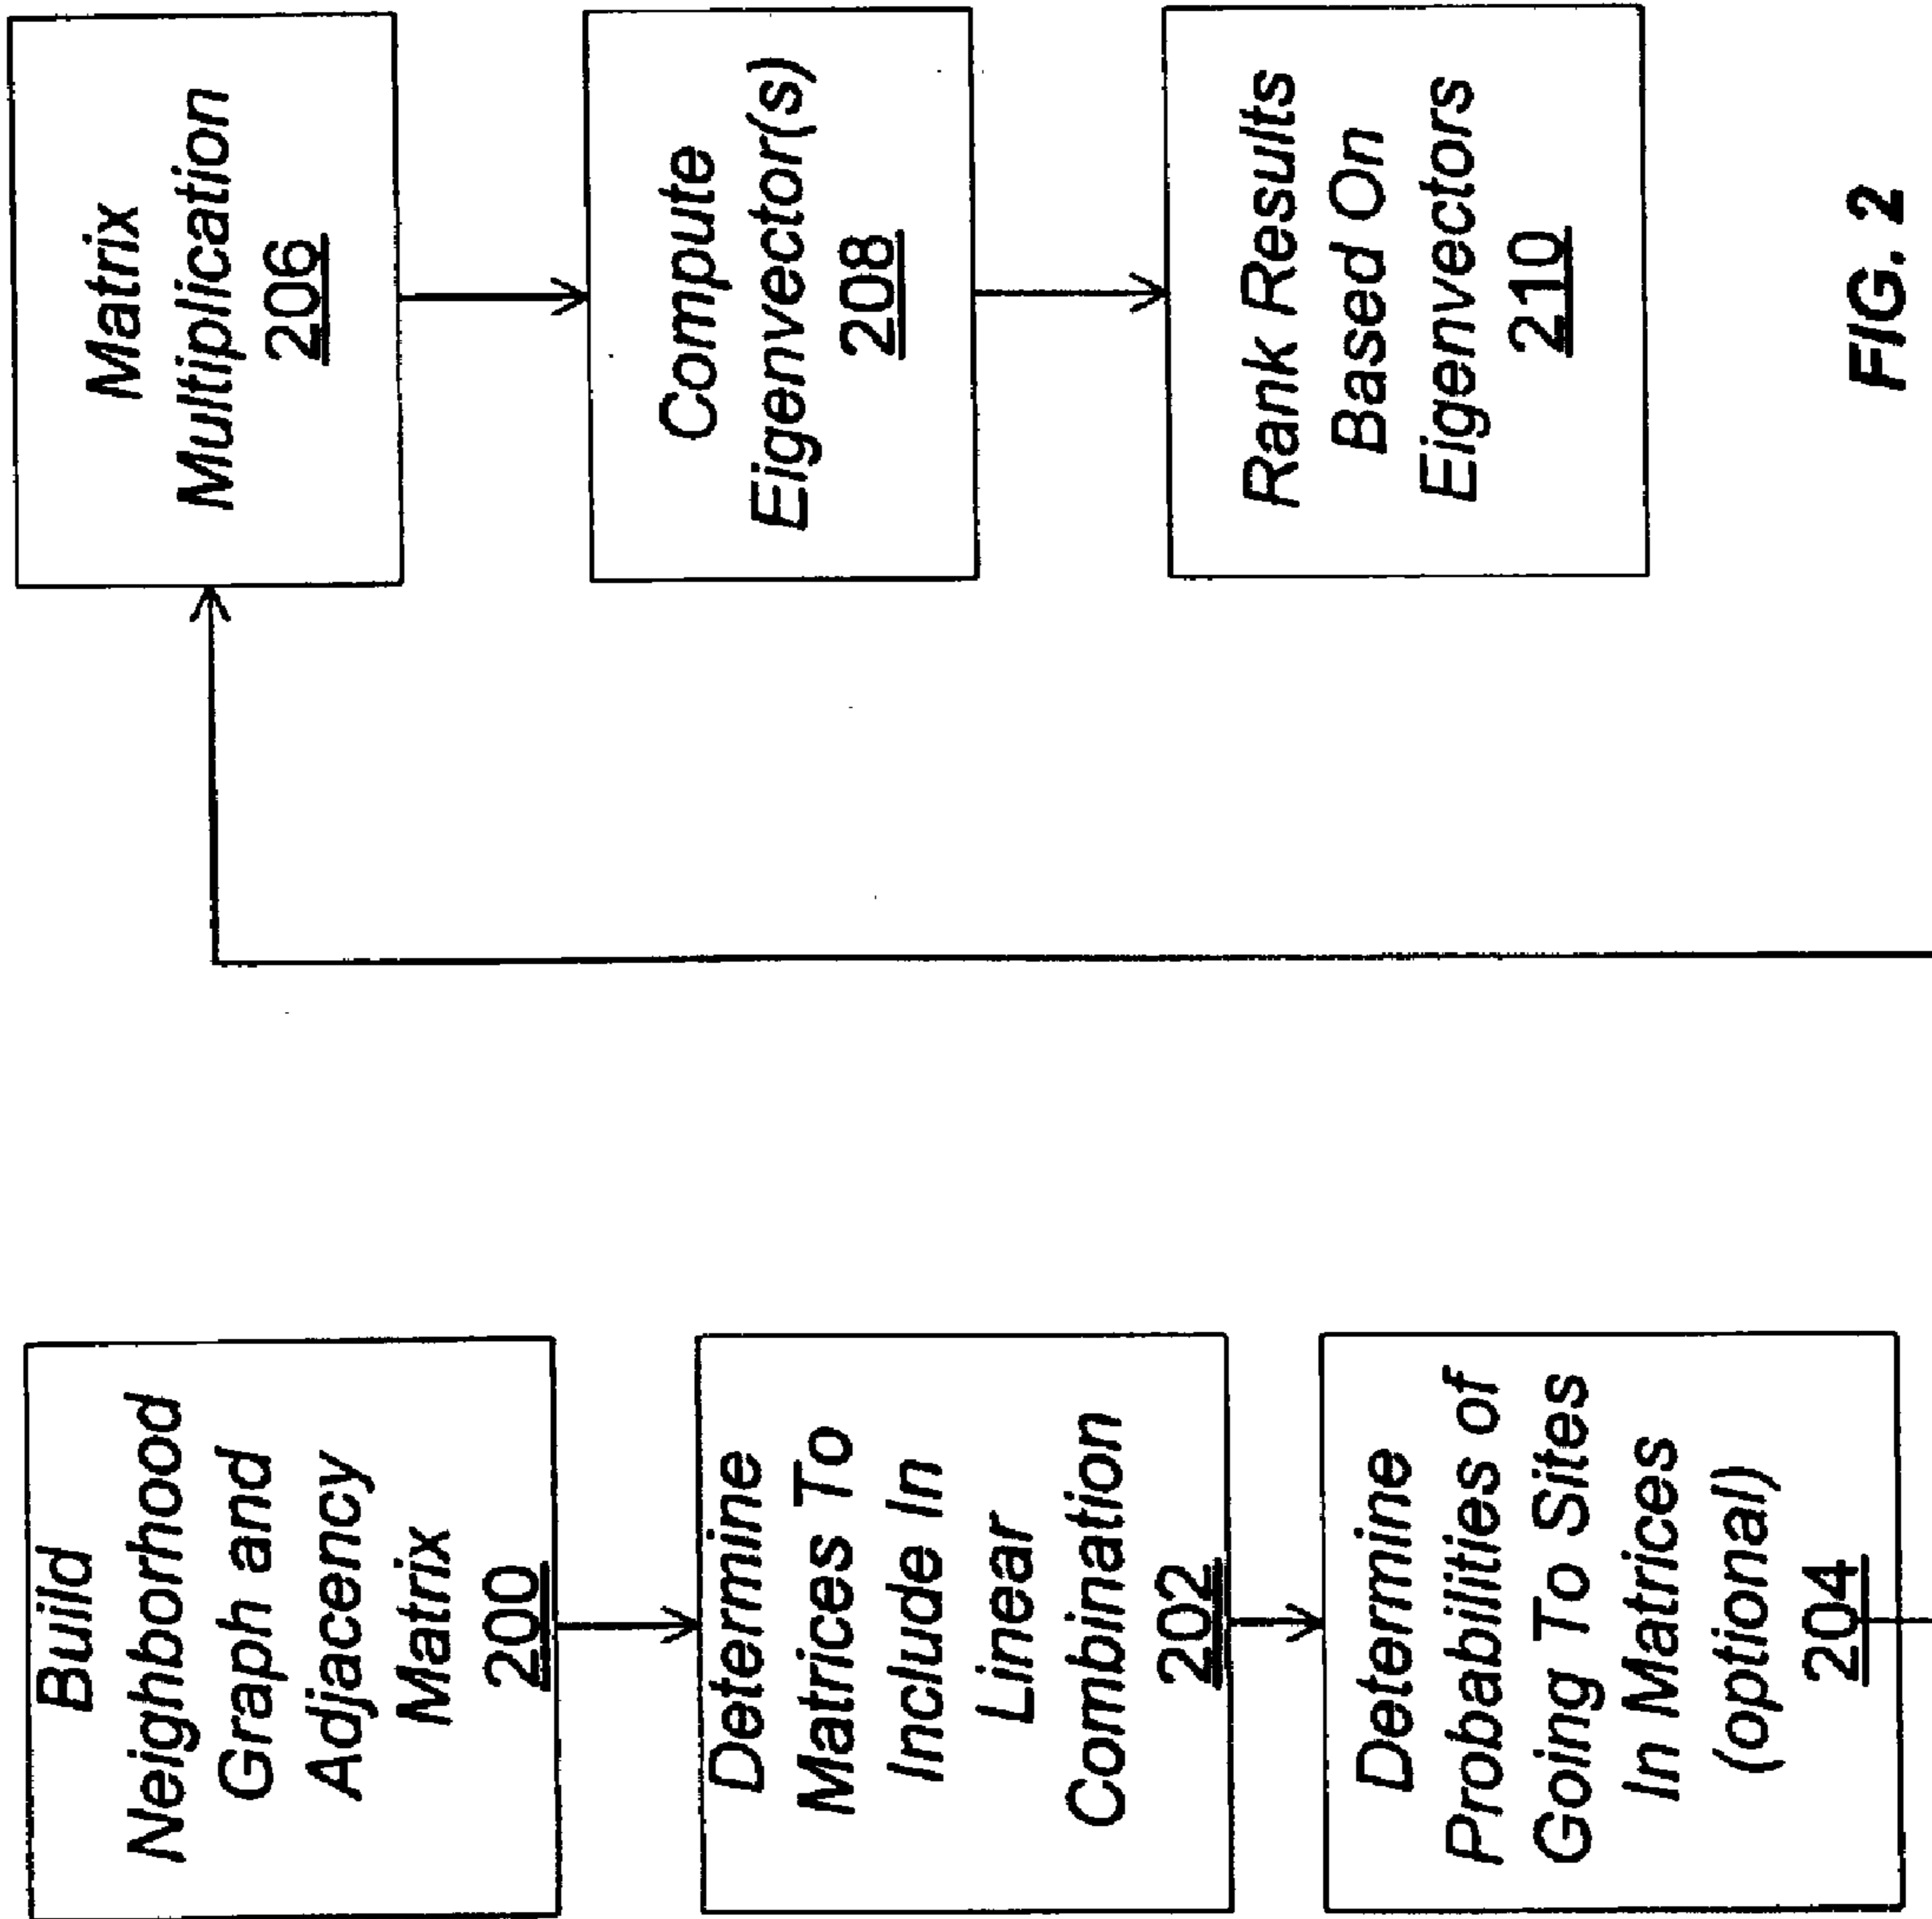 Build
Neighborhood
Graph and
Adjacency
Matrix
200
Determine
Matrices To
Include In
Linear
Combination
202
Determine
Probabilities of
Going To Sites
In Matrices
(optional)
204
Matrix
Multiplication
206
Compute
Eigenvector(s)
208
Rank Results
Based On
Eigenvectors
210
FIG. 2